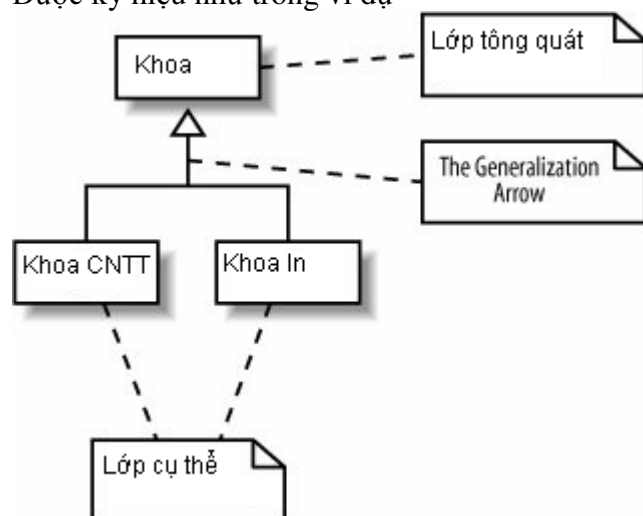 Được ký hiệu như trong ví dụ
Khoa
Lớp tông quát
The Generalization
Arrow
Khoa CNTT
Khoa In
Lớp cụ thể